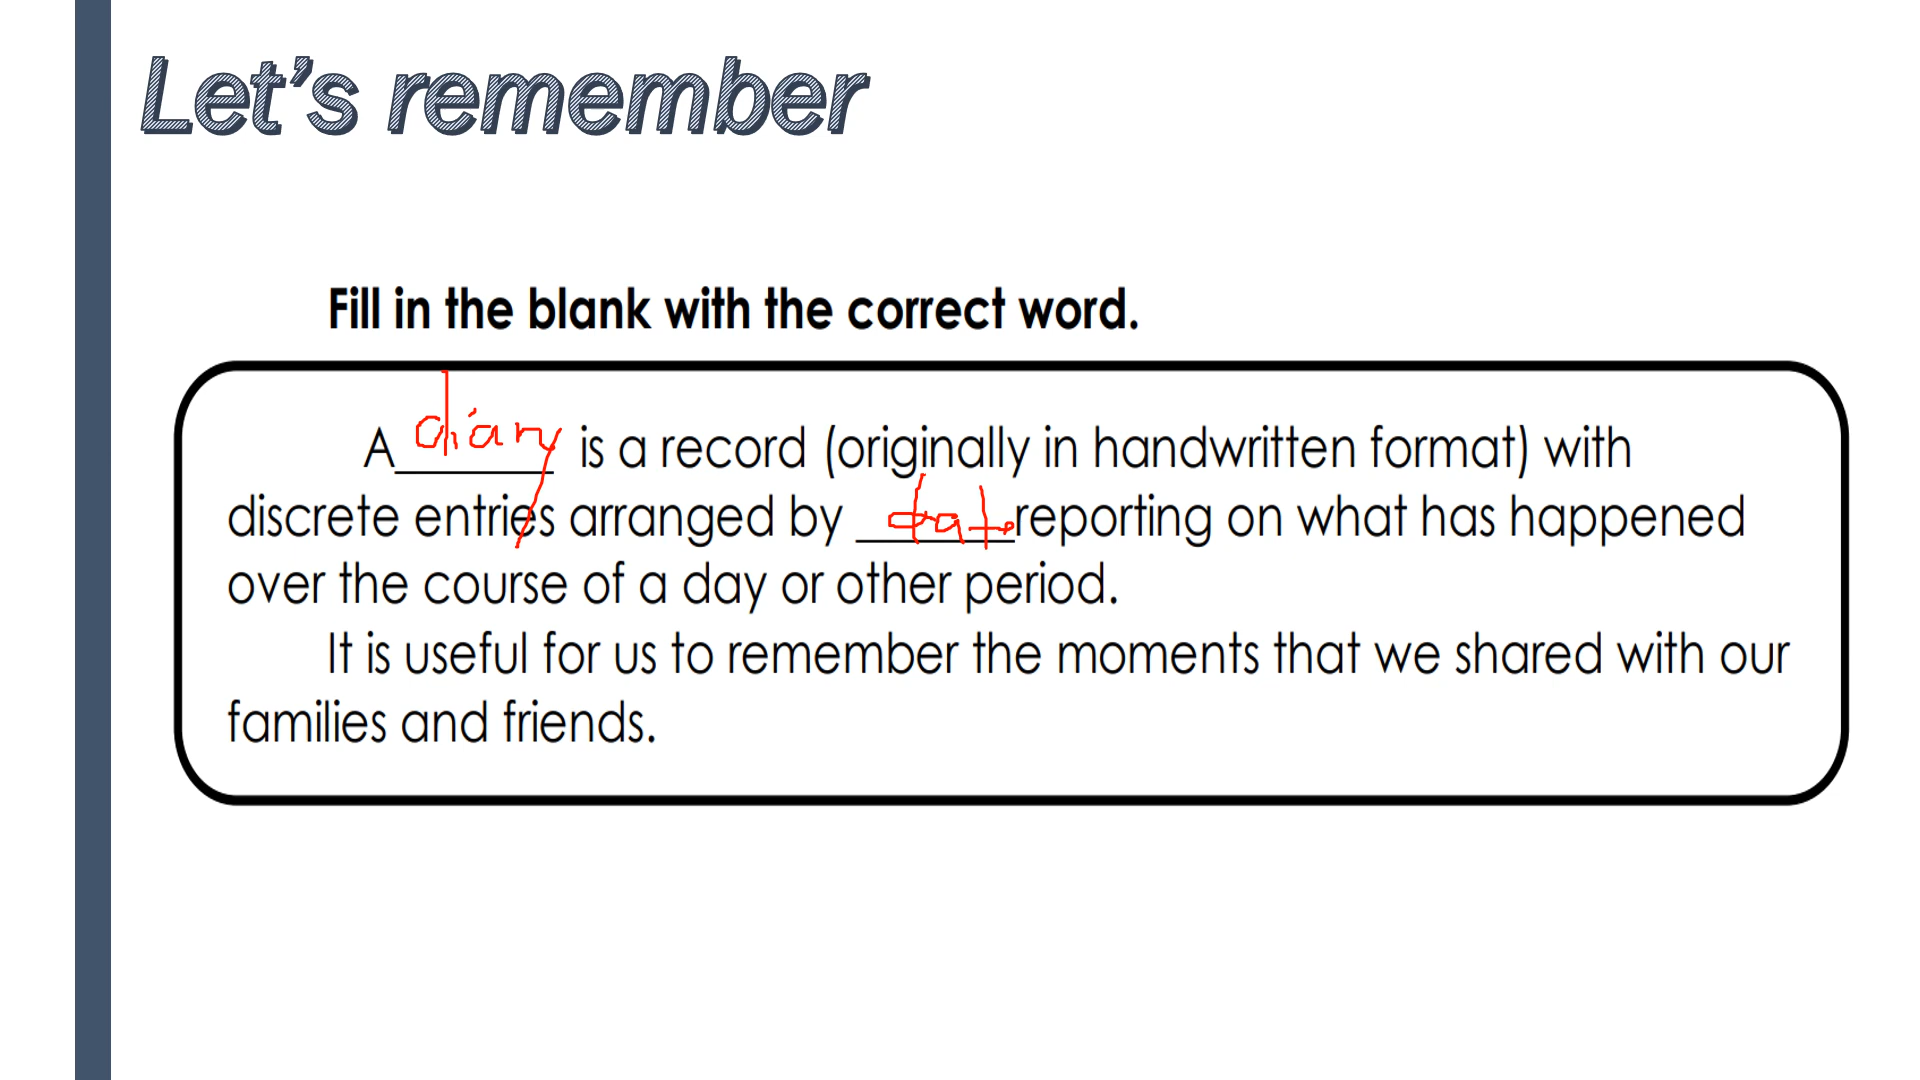 Let's remember
Fill in the blank with the correct word.
A diary is a record (originally in handwritten format) with
discrete entries arranged by date reporting on what has happened
over the course of a day or other period.
It is useful for us to remember the moments that we shared with our
families and friends.